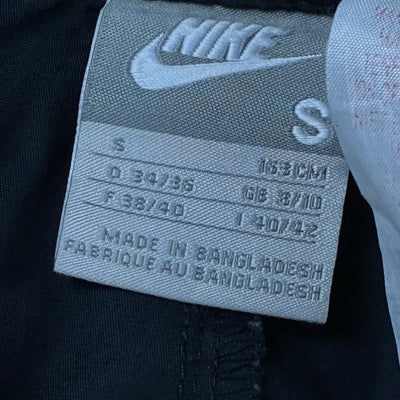 NIKE
S
S 163CM
D 34/36 GB 8/10
F 38/40 I 40/42
MADE IN BANGLADESH
FABRIQUE AU BANGLADESH